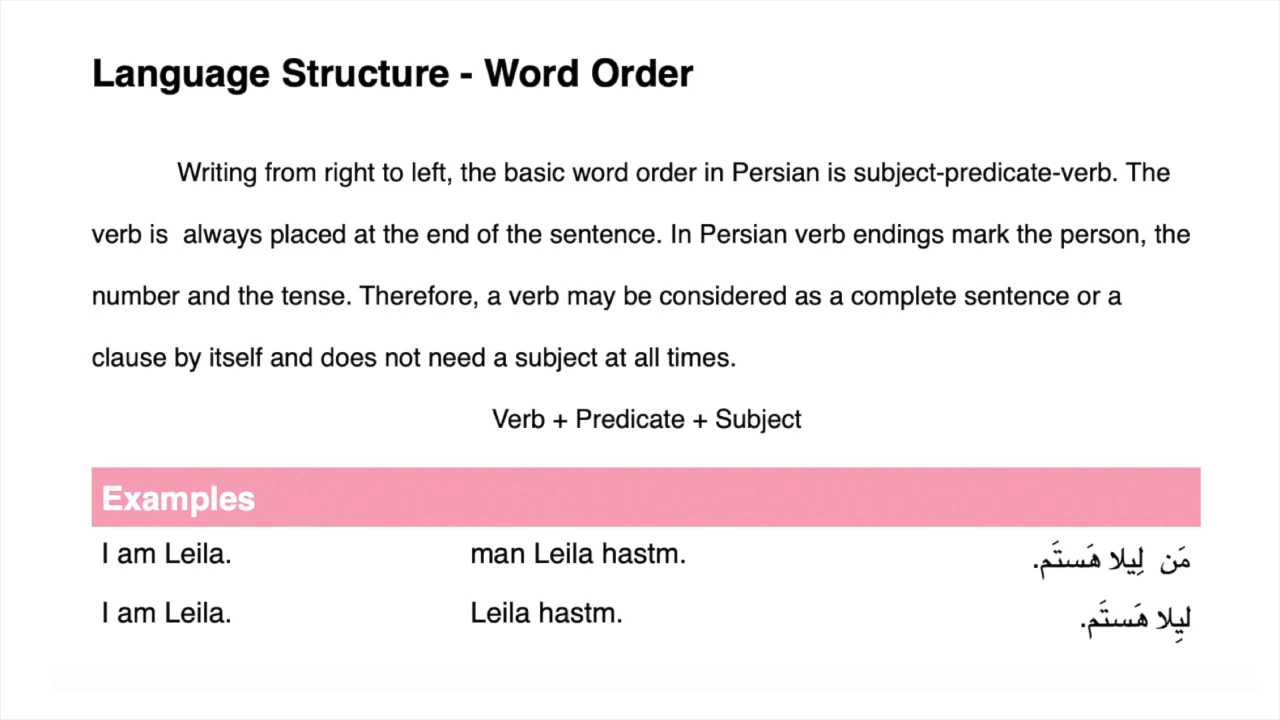 Language Structure - Word Order
Writing from right to left, the basic word order in Persian is subject-predicate-verb. The
verb is  always placed at the end of the sentence. In Persian verb endings mark the person, the
number and the tense. Therefore, a verb may be considered as a complete sentence or a
clause by itself and does not need a subject at all times.
Verb + Predicate + Subject
Examples
I am Leila. man Leila hastm. مَن لِیلا هَستَم.
I am Leila. Leila hastm. لیِلا هَستَم.